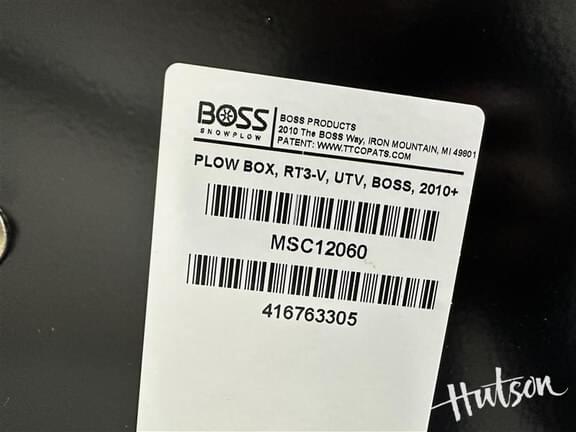 BOSS
SNOWPLOW
BOSS PRODUCTS
2010 The BOSS Way, IRON MOUNTAIN, MI 49801
PATENT: WWW.TTCOPATS.COM
PLOW BOX, RT3-V, UTV, BOSS, 2010+
MSC12060
416763305
Hutson